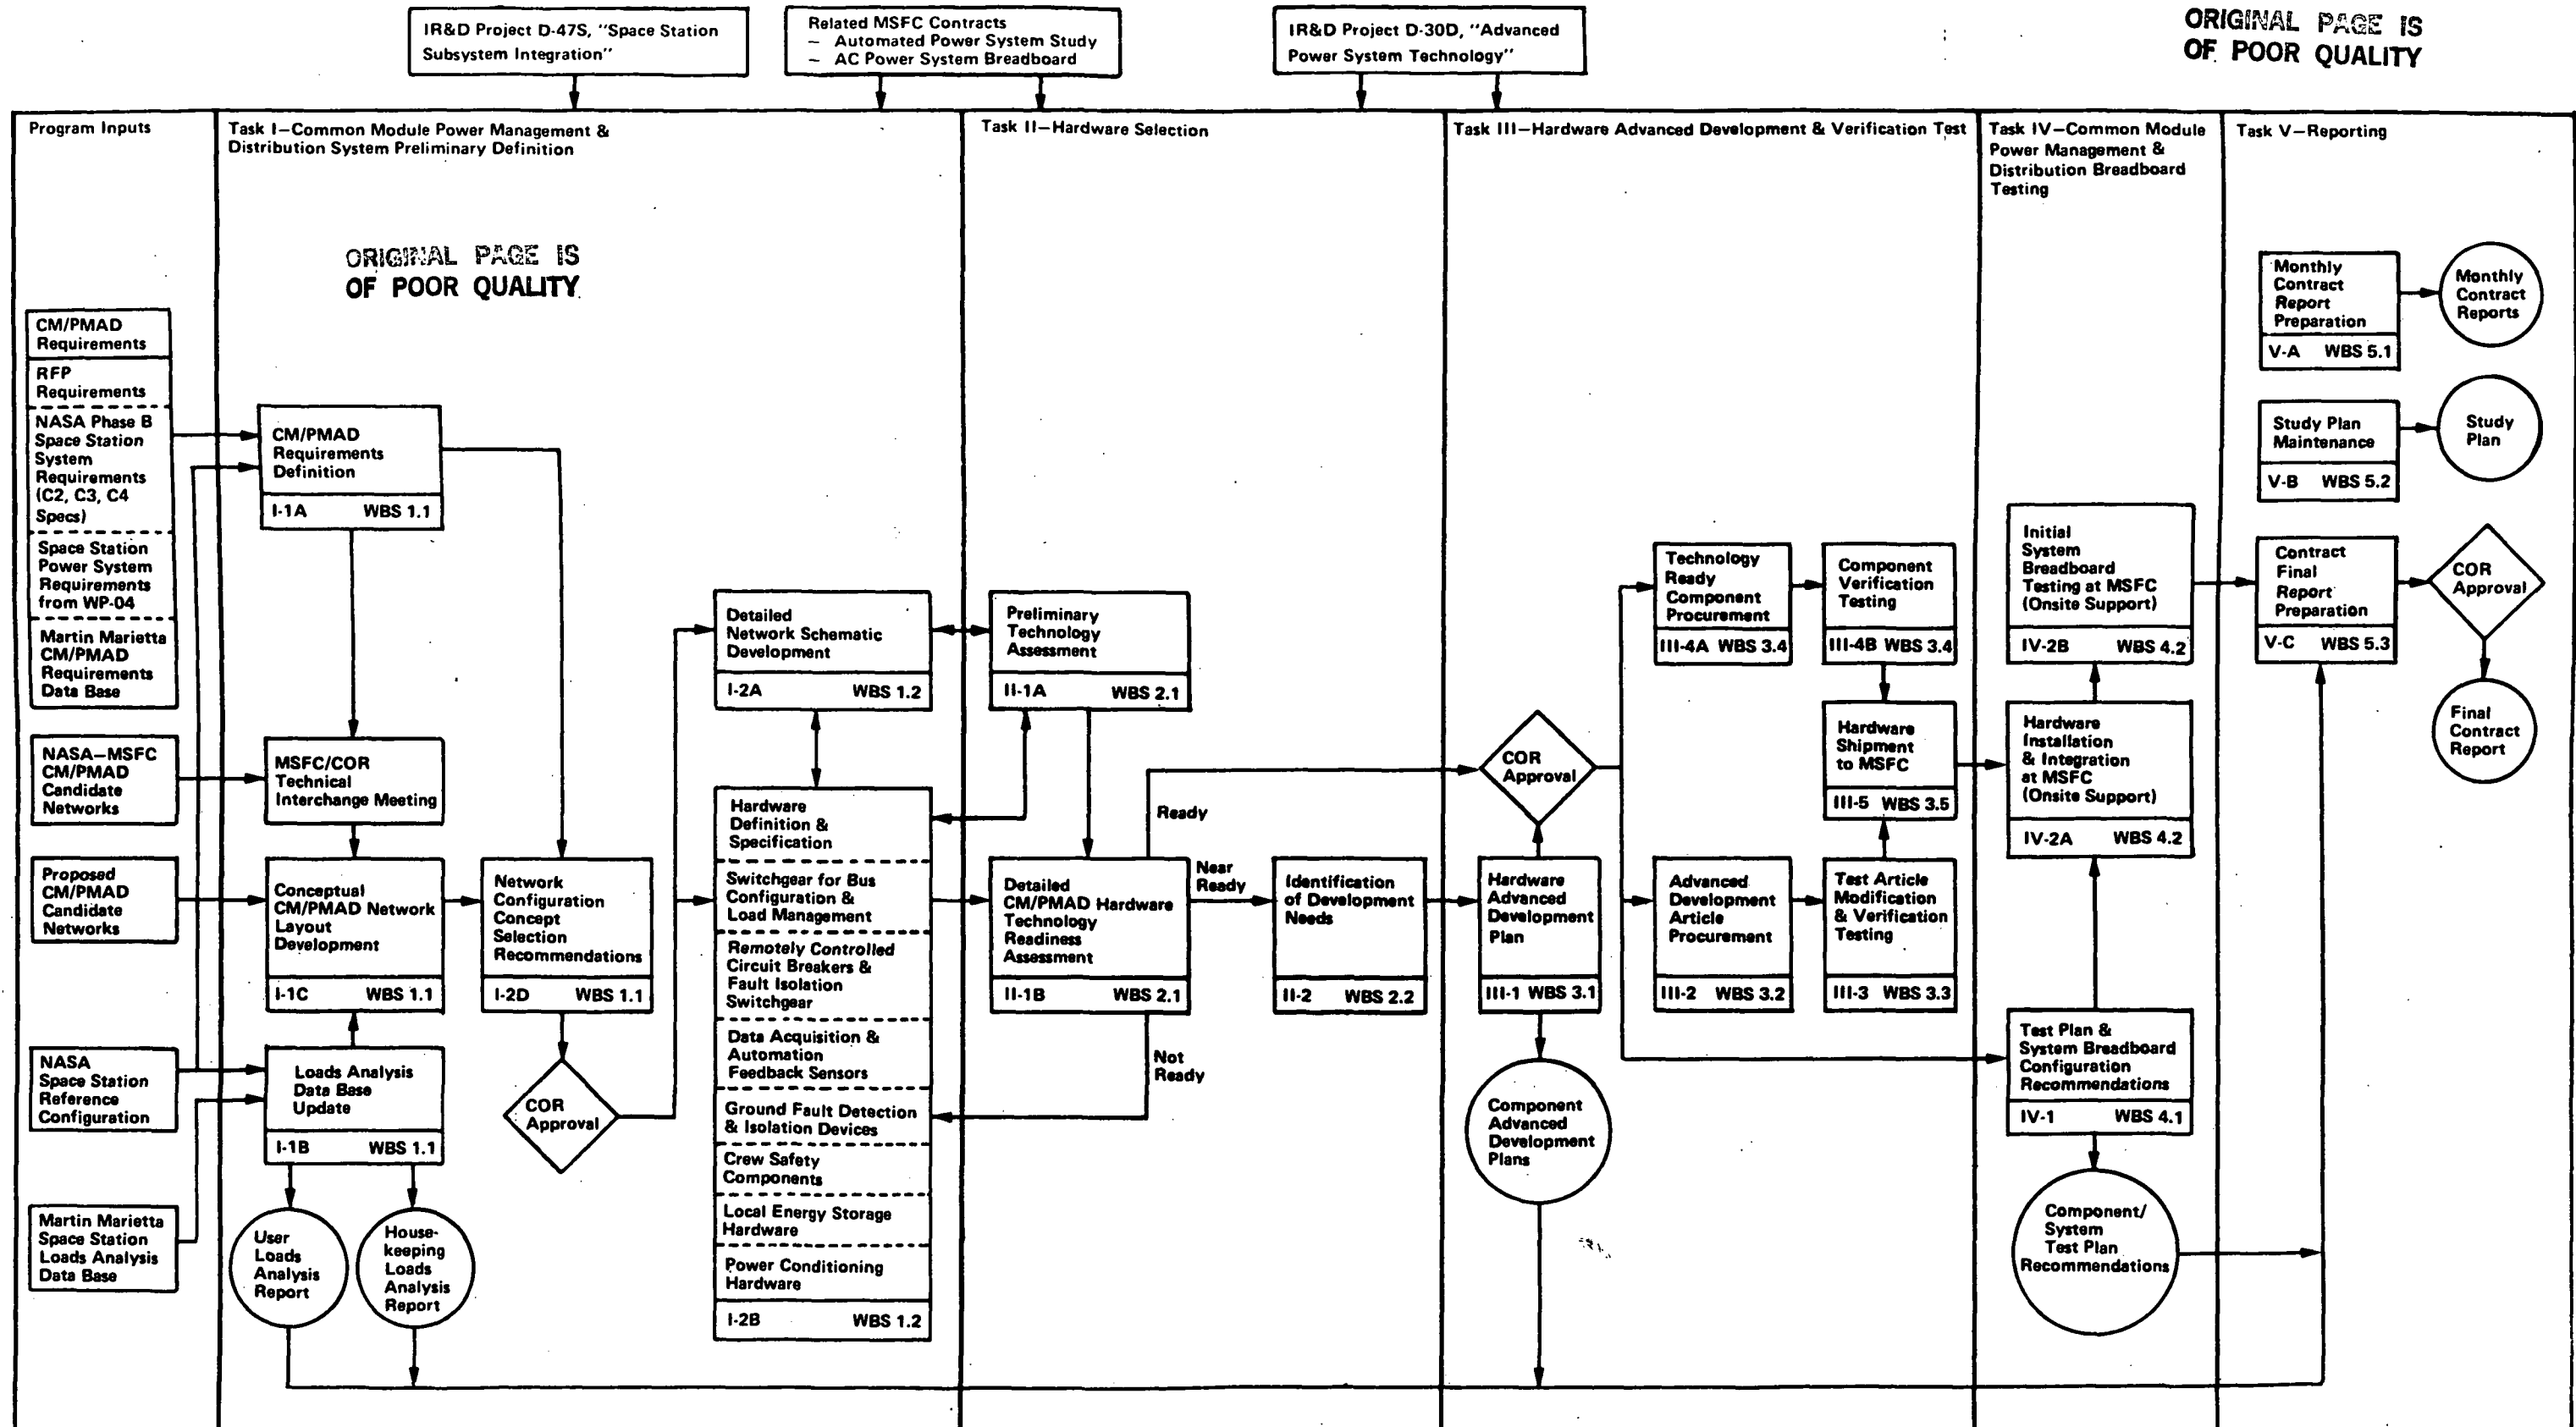 IR&D Project D-47S, "Space Station
Subsystem Integration"
Related MSFC Contracts
– Automated Power System Study
– AC Power System Breadboard
IR&D Project D-30D, "Advanced
Power System Technology"
ORIGINAL PAGE IS
OF POOR QUALITY
Program Inputs
Task I—Common Module Power Management &
Distribution System Preliminary Definition
Task II—Hardware Selection
Task III—Hardware Advanced Development & Verification Test
Task IV—Common Module
Power Management &
Distribution Breadboard
Testing
Task V—Reporting
ORIGINAL PAGE IS
OF POOR QUALITY
CM/PMAD
Requirements
RFP
Requirements
NASA Phase B
Space Station
System
Requirements
(C2, C3, C4
Specs)
Space Station
Power System
Requirements
from WP-04
Martin Marietta
CM/PMAD
Requirements
Data Base
NASA—MSFC
CM/PMAD
Candidate
Networks
Proposed
CM/PMAD
Candidate
Networks
NASA
Space Station
Reference
Configuration
Martin Marietta
Space Station
Loads Analysis
Data Base
CM/PMAD
Requirements
Definition
I-1A WBS 1.1
MSFC/COR
Technical
Interchange Meeting
Conceptual
CM/PMAD Network
Layout
Development
I-1C WBS 1.1
Loads Analysis
Data Base
Update
I-1B WBS 1.1
User
Loads
Analysis
Report
House-
keeping
Loads
Analysis
Report
Network
Configuration
Concept
Selection
Recommendations
I-2D WBS 1.1
COR
Approval
Detailed
Network Schematic
Development
I-2A WBS 1.2
Hardware
Definition &
Specification
Switchgear for Bus
Configuration &
Load Management
Remotely Controlled
Circuit Breakers &
Fault Isolation
Switchgear
Data Acquisition &
Automation
Feedback Sensors
Ground Fault Detection
& Isolation Devices
Crew Safety
Components
Local Energy Storage
Hardware
Power Conditioning
Hardware
I-2B WBS 1.2
Preliminary
Technology
Assessment
II-1A WBS 2.1
Detailed
CM/PMAD Hardware
Technology
Readiness
Assessment
II-1B WBS 2.1
Ready
Near
Ready
Not
Ready
Identification
of Development
Needs
II-2 WBS 2.2
COR
Approval
Hardware
Advanced
Development
Plan
III-1 WBS 3.1
Component
Advanced
Development
Plans
Technology
Ready
Component
Procurement
III-4A WBS 3.4
Component
Verification
Testing
III-4B WBS 3.4
Hardware
Shipment
to MSFC
III-5 WBS 3.5
Advanced
Development
Article
Procurement
III-2 WBS 3.2
Test Article
Modification
& Verification
Testing
III-3 WBS 3.3
Initial
System
Breadboard
Testing at MSFC
(Onsite Support)
IV-2B WBS 4.2
Hardware
Installation
& Integration
at MSFC
(Onsite Support)
IV-2A WBS 4.2
Test Plan &
System Breadboard
Configuration
Recommendations
IV-1 WBS 4.1
Component/
System
Test Plan
Recommendations
Monthly
Contract
Report
Preparation
V-A WBS 5.1
Monthly
Contract
Reports
Study Plan
Maintenance
V-B WBS 5.2
Study
Plan
Contract
Final
Report
Preparation
V-C WBS 5.3
COR
Approval
Final
Contract
Report